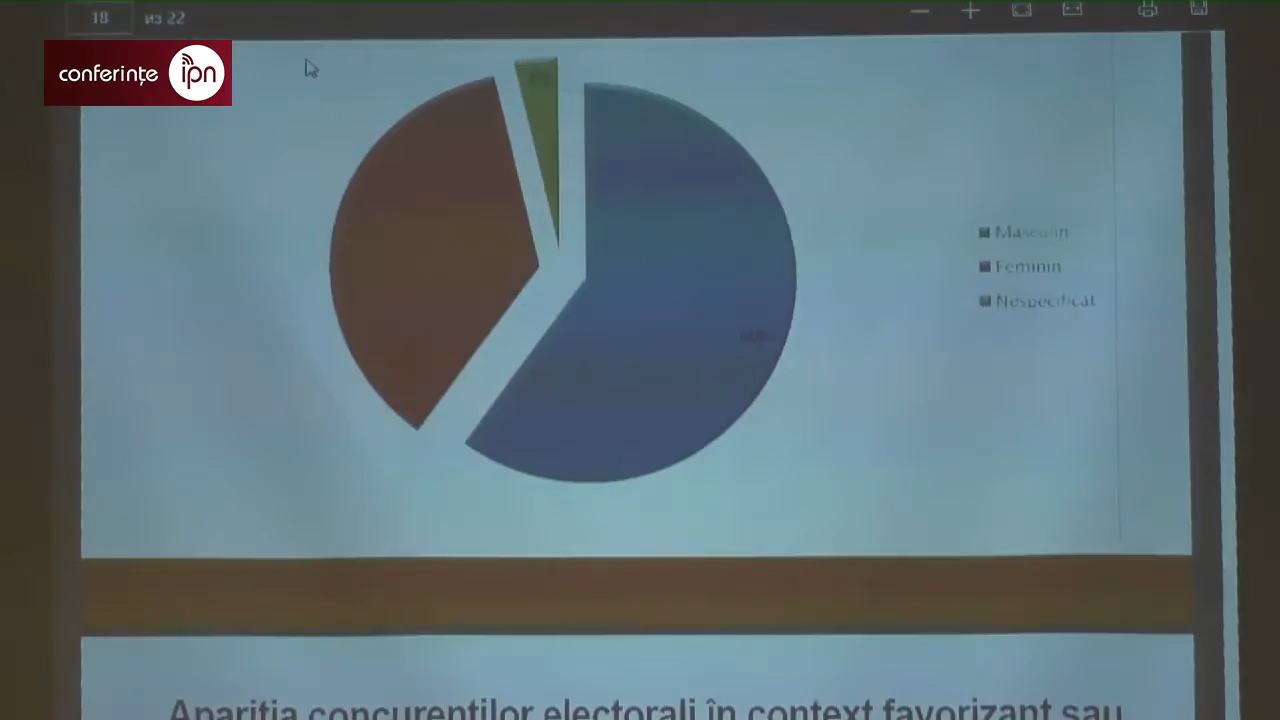 18 из 22
conferințe ipn
Masculin
Feminin
Nespecificat
Apariția concurenților electorali în context favorizant sau